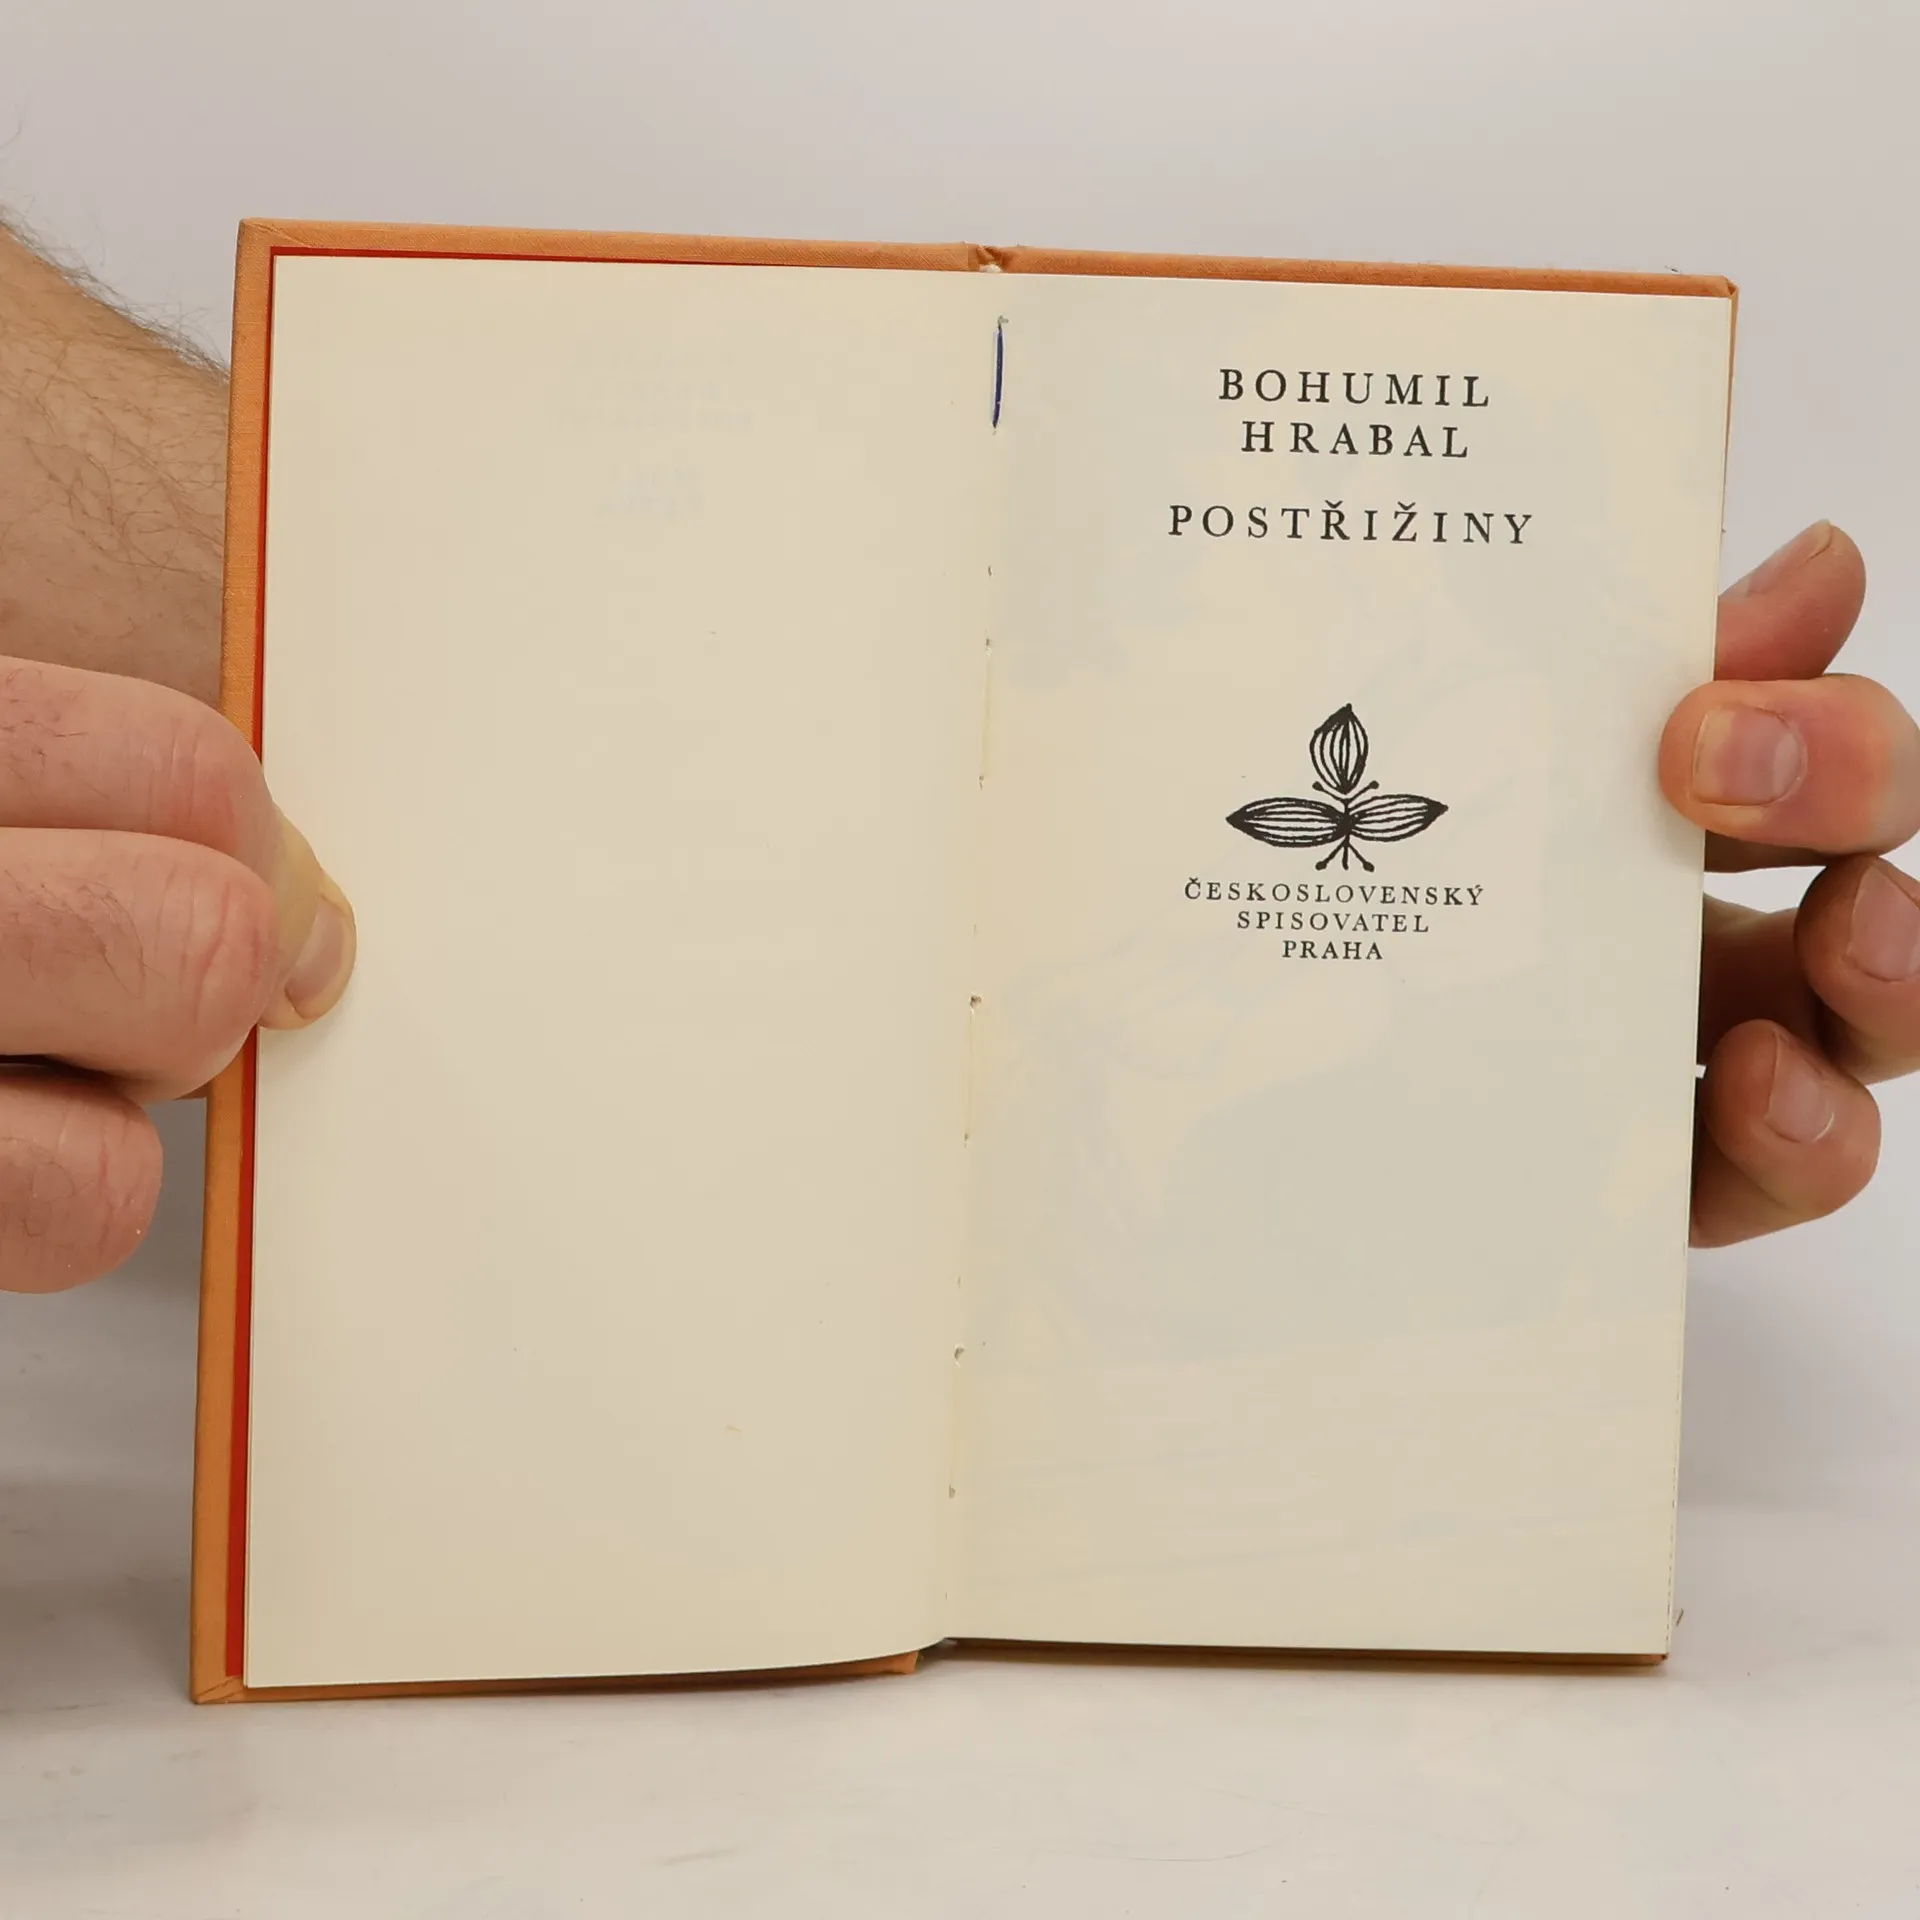 BOHUMIL
HRABAL
POSTŘIŽINY
ČESKOSLOVENSKÝ
SPISOVATEL
PRAHA